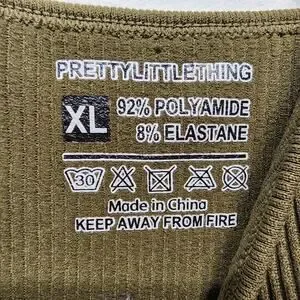 PRETTYLITTLETHING
XL
92% POLYAMIDE
8% ELASTANE
30
Made in China
KEEP AWAY FROM FIRE